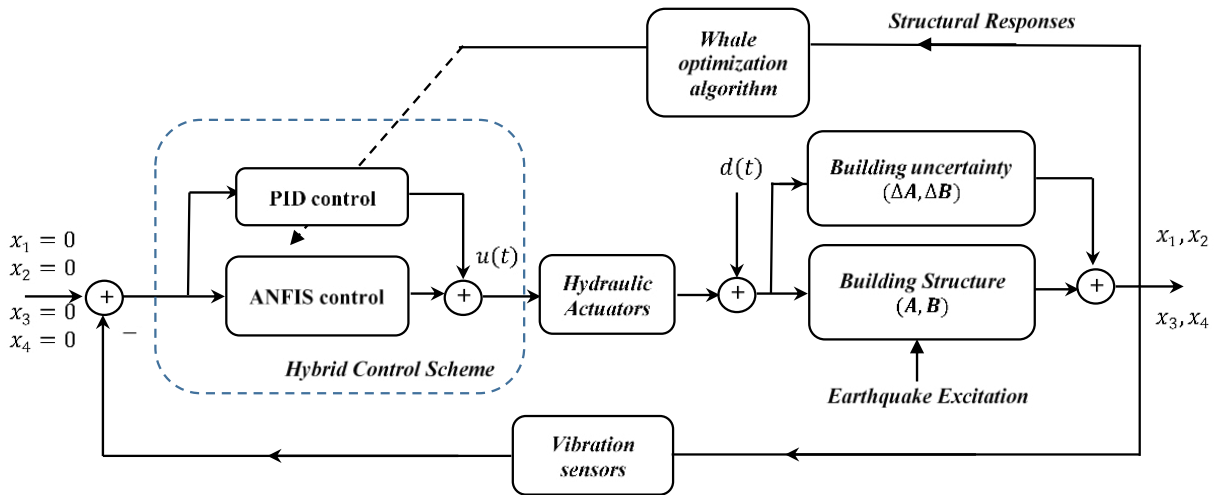 Structural Responses
Whale
optimization
algorithm
PID control
d(t)
Building uncertainty
(ΔA, ΔB)
x₁ = 0
x₂ = 0
x₃ = 0
x₄ = 0
+
−
ANFIS control
u(t)
+
Hydraulic
Actuators
+
Building Structure
(A, B)
+
x₁, x₂
x₃, x₄
Hybrid Control Scheme
Earthquake Excitation
Vibration
sensors